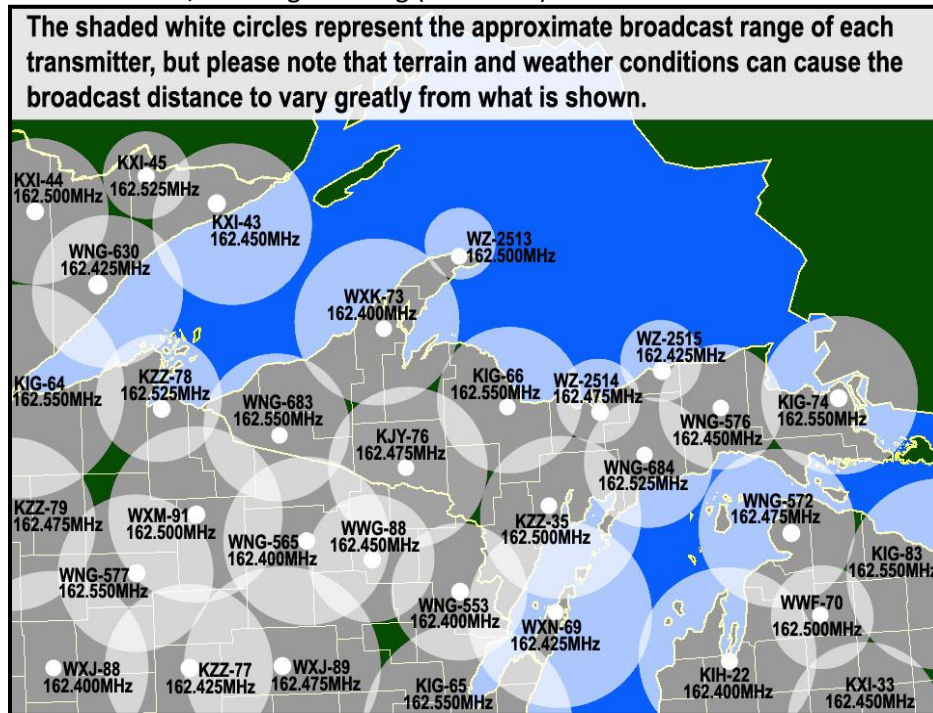 The shaded white circles represent the approximate broadcast range of each
transmitter, but please note that terrain and weather conditions can cause the
broadcast distance to vary greatly from what is shown.
KXI-45
162.525MHz
KXI-44
162.500MHz
KXI-43
162.450MHz
WNG-630
162.425MHz
WZ-2513
162.500MHz
WXK-73
162.400MHz
WZ-2515
162.425MHz
KIG-64
162.550MHz
KZZ-78
162.525MHz
WNG-683
162.550MHz
KIG-66
162.550MHz
WZ-2514
162.475MHz
WNG-576
162.450MHz
KIG-74
162.550MHz
KJY-76
162.475MHz
WNG-684
162.525MHz
KZZ-79
162.475MHz
WXM-91
162.500MHz
WNG-565
162.400MHz
WWG-88
162.450MHz
KZZ-35
162.500MHz
WNG-572
162.475MHz
KIG-83
162.550MHz
WNG-577
162.550MHz
WNG-553
162.400MHz
WXN-69
162.425MHz
WWF-70
162.500MHz
WXJ-88
162.400MHz
KZZ-77
162.425MHz
WXJ-89
162.475MHz
KIG-65
162.550MHz
KIH-22
162.400MHz
KXI-33
162.450MHz